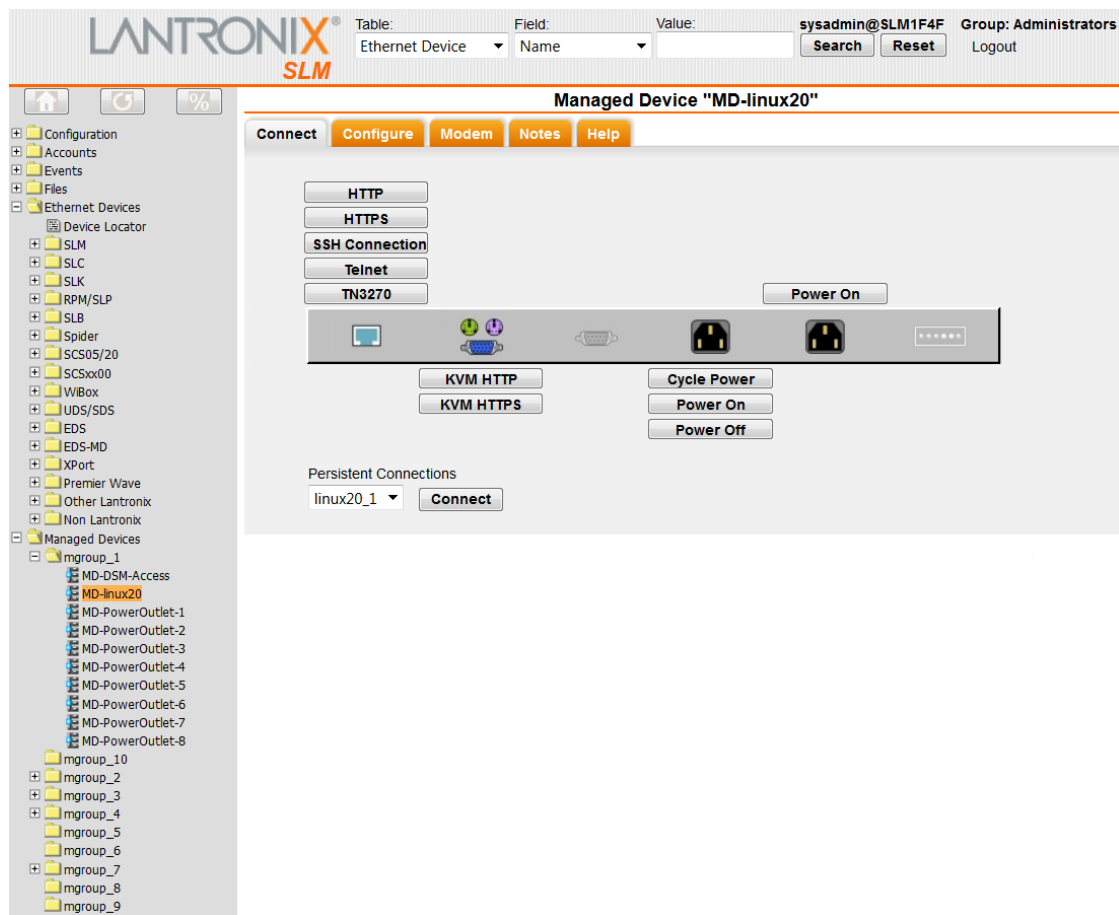 LANTRONIX®
SLM
Table: Field: Value: sysadmin@SLM1F4F Group: Administrators
Ethernet Device Name Search Reset Logout
Managed Device "MD-linux20"
Connect Configure Modem Notes Help
Configuration
Accounts
Events
Files
Ethernet Devices
Device Locator
SLM
SLC
SLK
RPM/SLP
SLB
Spider
SCS05/20
SCSxx00
WiBox
UDS/SDS
EDS
EDS-MD
XPort
Premier Wave
Other Lantronix
Non Lantronix
Managed Devices
mgroup_1
MD-DSM-Access
MD-linux20
MD-PowerOutlet-1
MD-PowerOutlet-2
MD-PowerOutlet-3
MD-PowerOutlet-4
MD-PowerOutlet-5
MD-PowerOutlet-6
MD-PowerOutlet-7
MD-PowerOutlet-8
mgroup_10
mgroup_2
mgroup_3
mgroup_4
mgroup_5
mgroup_6
mgroup_7
mgroup_8
mgroup_9
HTTP
HTTPS
SSH Connection
Telnet
TN3270 Power On
KVM HTTP Cycle Power
KVM HTTPS Power On
Power Off
Persistent Connections
linux20_1 Connect